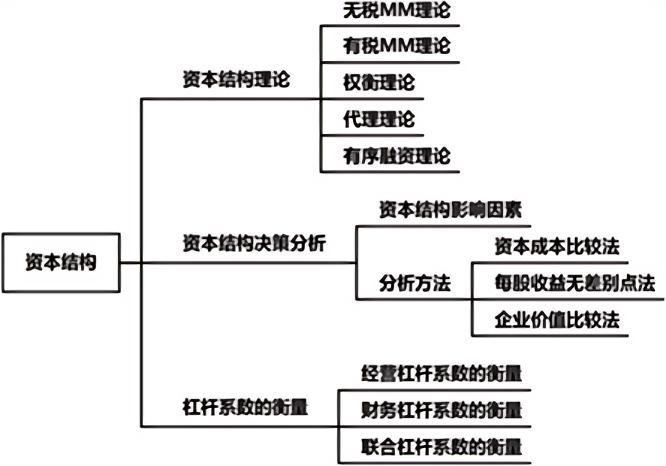 无税MM理论
有税MM理论
资本结构理论
权衡理论
代理理论
有序融资理论
资本结构
资本结构决策分析
资本结构影响因素
分析方法
资本成本比较法
每股收益无差别点法
企业价值比较法
杠杆系数的衡量
经营杠杆系数的衡量
财务杠杆系数的衡量
联合杠杆系数的衡量